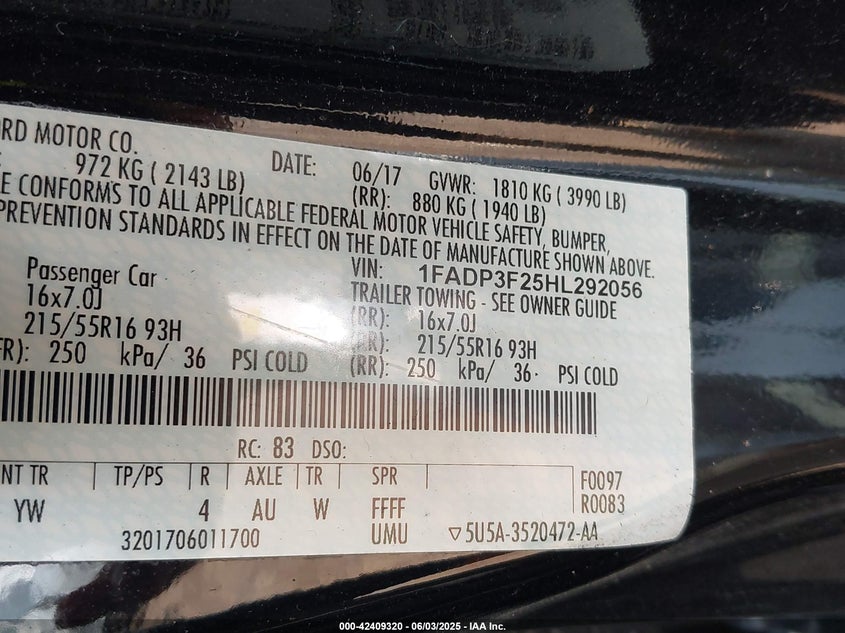 RD MOTOR CO.
972 KG ( 2143 LB)
DATE: 06/17 GVWR: 1810 KG ( 3990 LB)
(RR): 880 KG ( 1940 LB)
E CONFORMS TO ALL APPLICABLE FEDERAL MOTOR VEHICLE SAFETY, BUMPER,
PREVENTION STANDARDS IN EFFECT ON THE DATE OF MANUFACTURE SHOWN ABOVE.
VIN: 1FADP3F25HL292056
Passenger Car TRAILER TOWING - SEE OWNER GUIDE
16x7.0J (RR): 16x7.0J
215/55R16 93H (RR): 215/55R16 93H
FR): 250 kPa/ 36 PSI COLD (RR): 250 kPa/ 36 PSI COLD
RC: 83 DSO:
NT TR TP/PS R AXLE TR SPR F0097
YW 4 AU W FFFF R0083
3201706011700 UMU ▽5U5A-3520472-AA
000-42409320 - 06/03/2025 - IAA Inc.